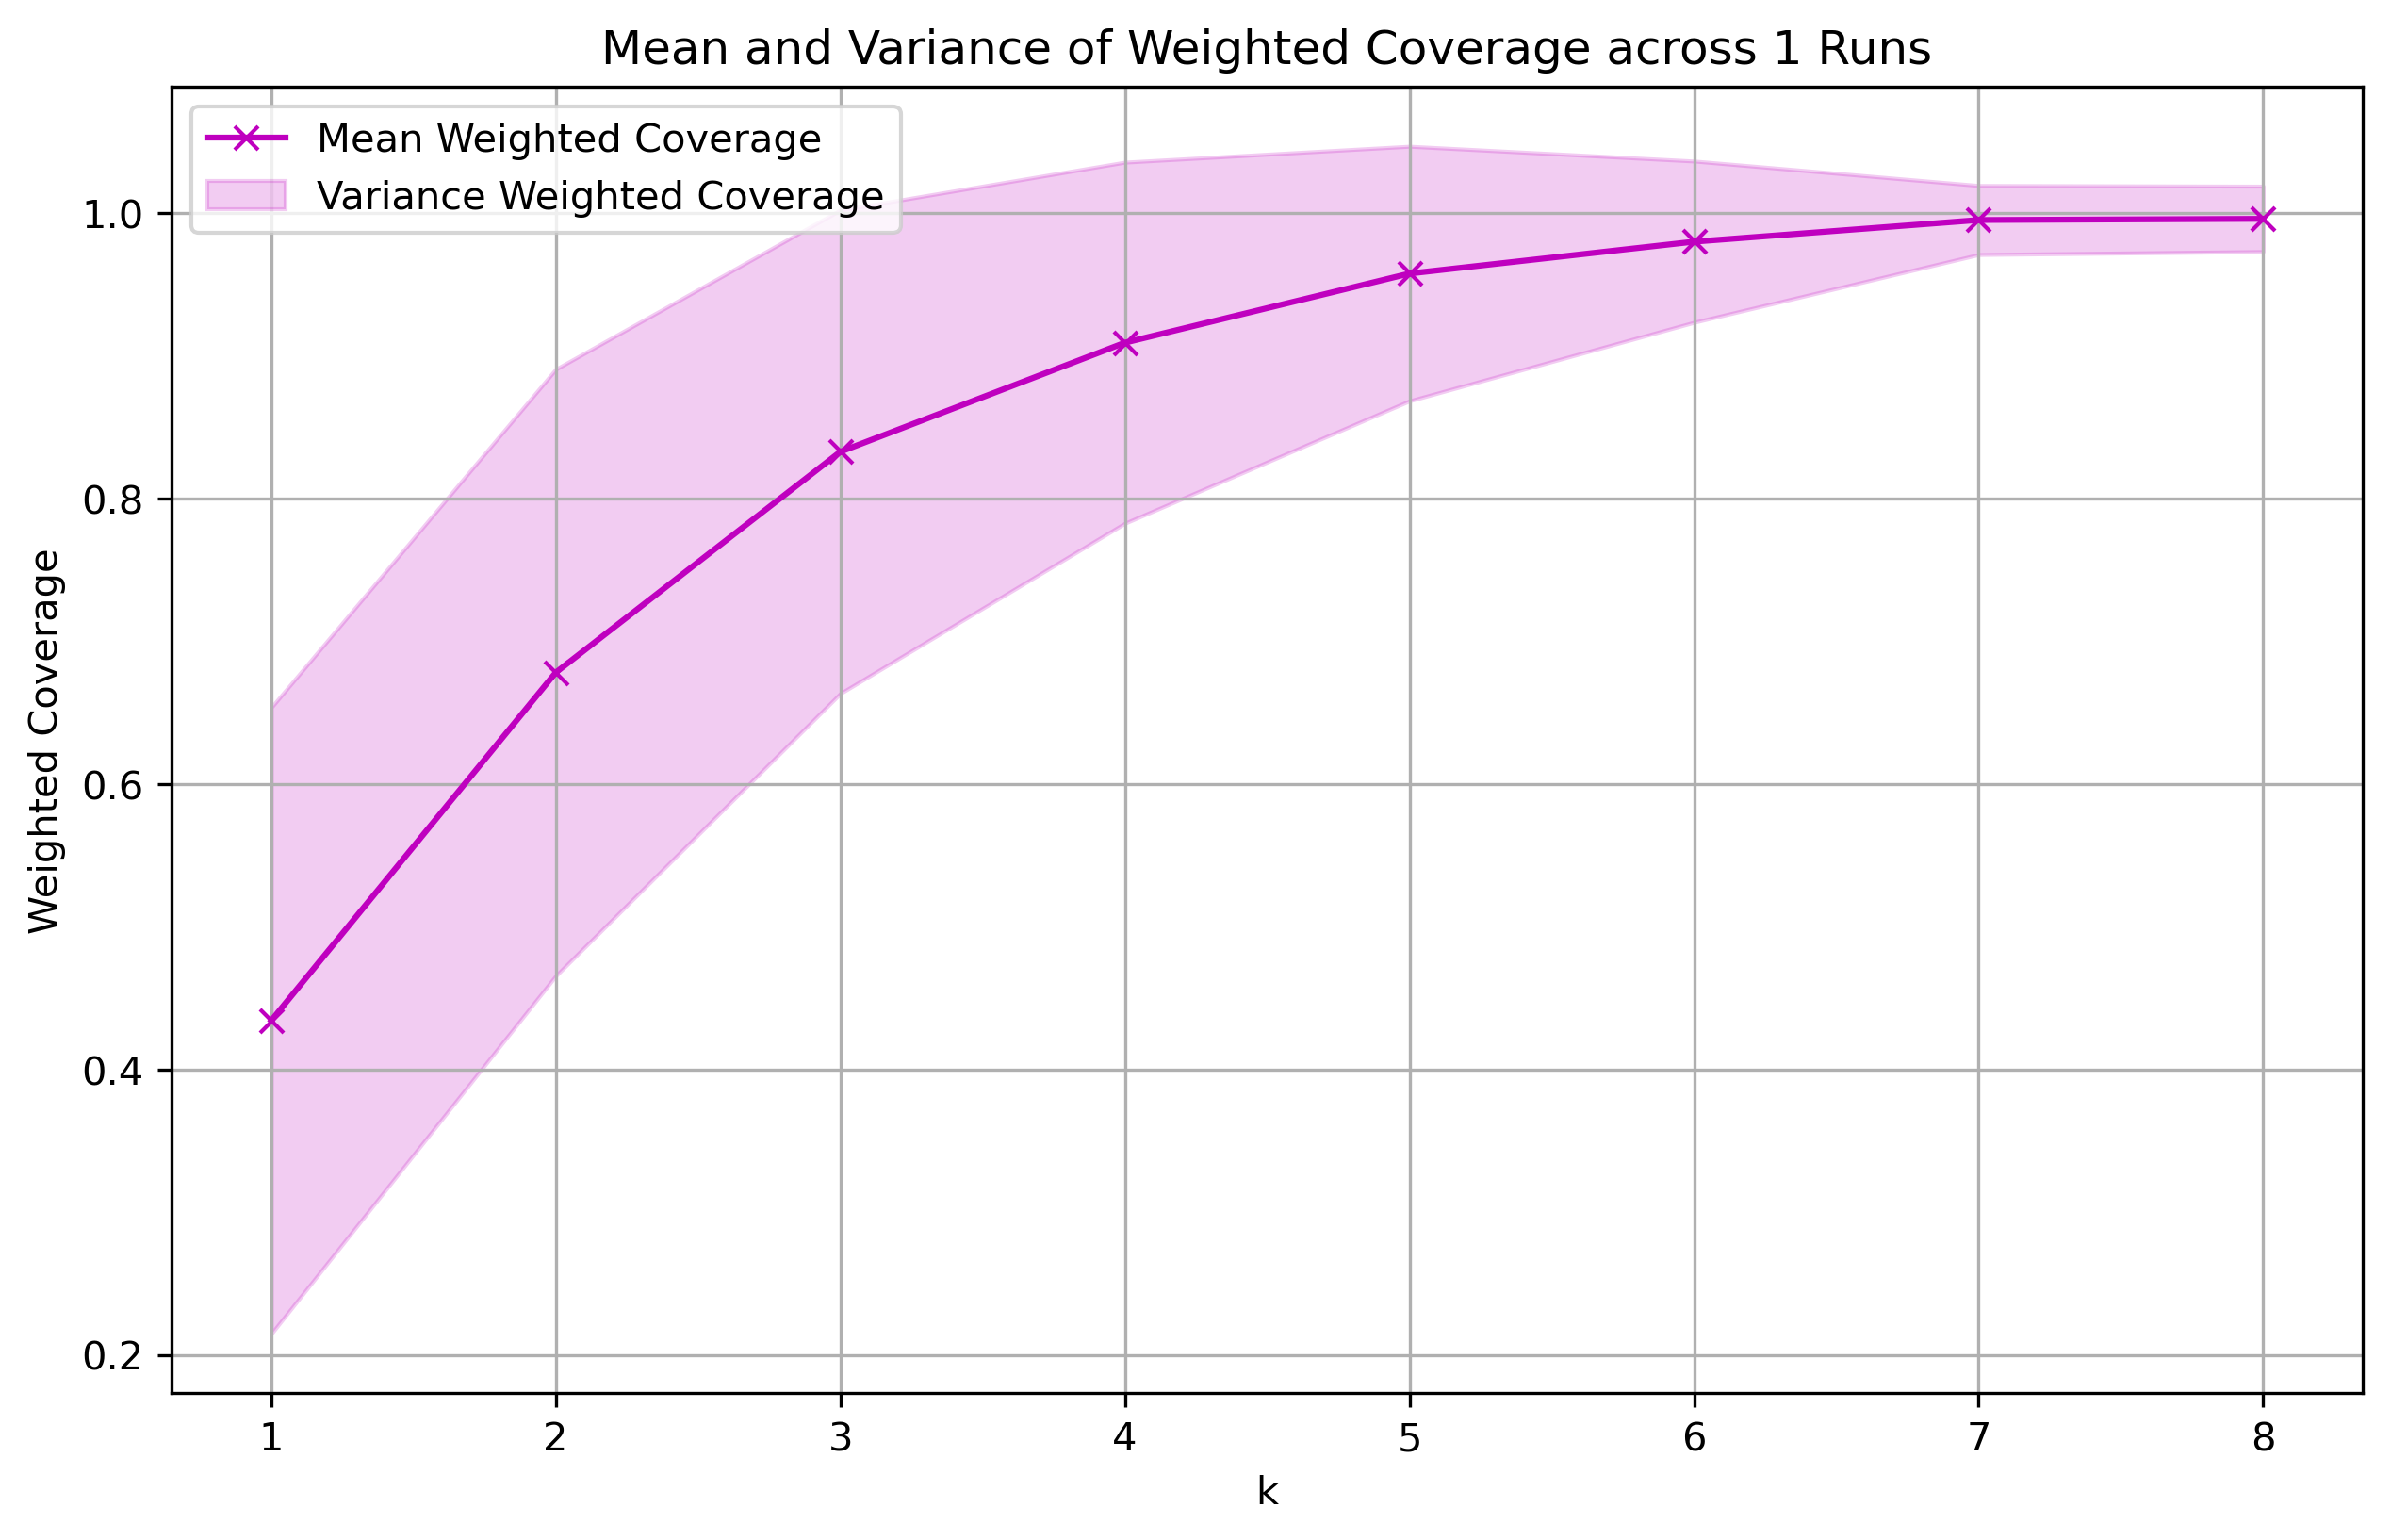 Mean and Variance of Weighted Coverage across 1 Runs
Mean Weighted Coverage
Variance Weighted Coverage
Weighted Coverage
1.0
0.8
0.6
0.4
0.2
1 2 3 4 5 6 7 8
k